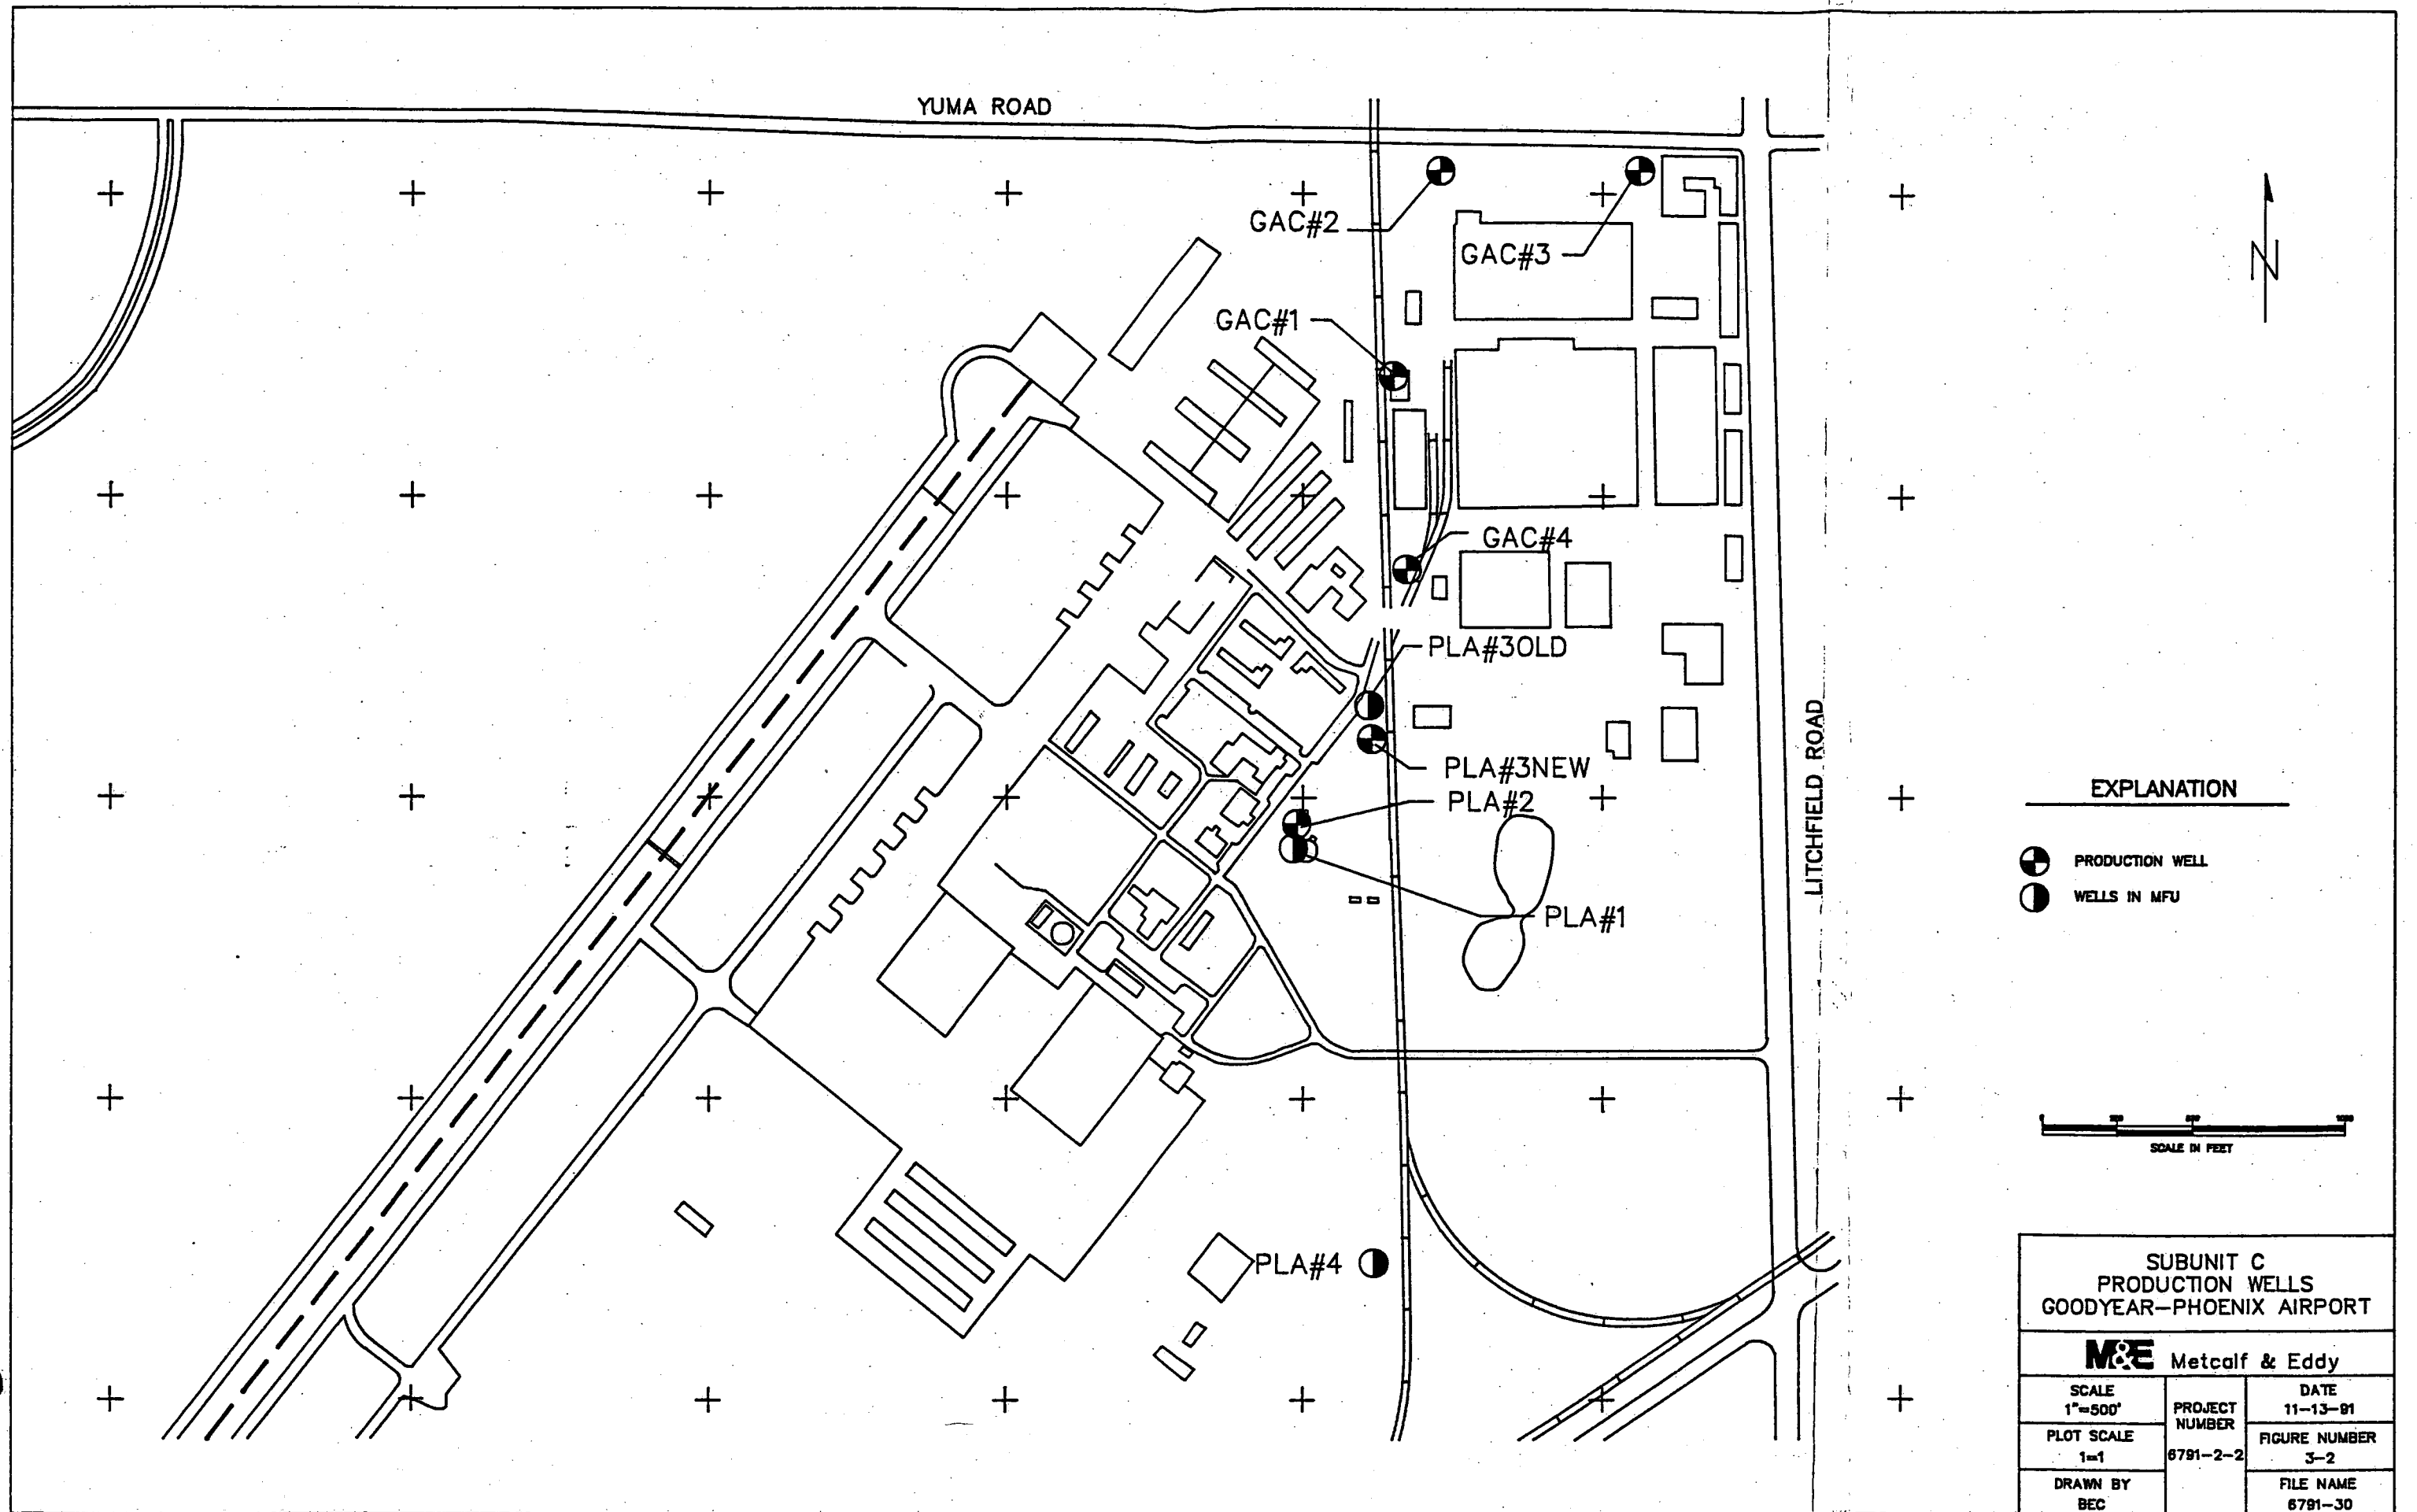 YUMA ROAD
GAC#2
GAC#3
N
GAC#1
GAC#4
PLA#3OLD
PLA#3NEW
PLA#2
PLA#1
LITCHFIELD ROAD
EXPLANATION
PRODUCTION WELL
WELLS IN MFU
0
1000
SCALE IN FEET
PLA#4
SUBUNIT C
PRODUCTION WELLS
GOODYEAR-PHOENIX AIRPORT
M&E Metcalf & Eddy
SCALE
1"=500'
PROJECT
NUMBER
6791-2-2
DATE
11-13-91
PLOT SCALE
1=1
FIGURE NUMBER
3-2
DRAWN BY
BEC
FILE NAME
6791-30